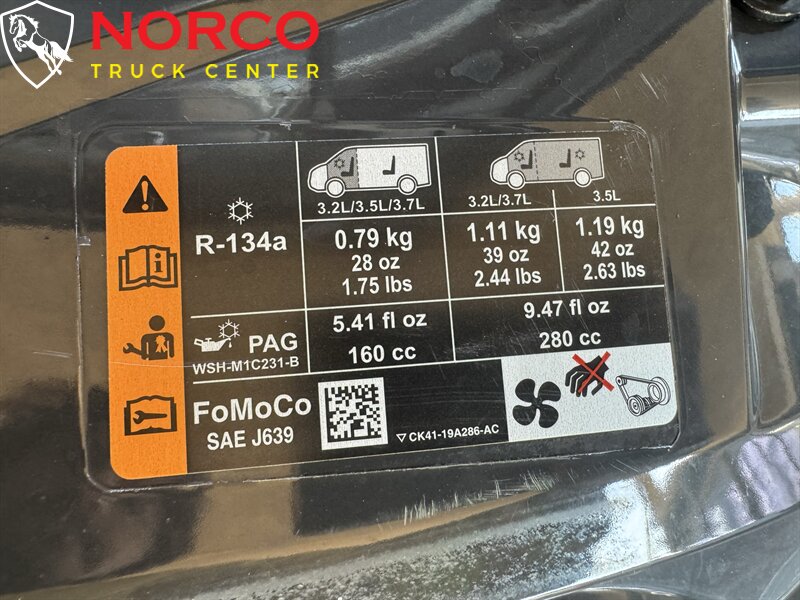 NORCO
TRUCK CENTER
3.2L/3.5L/3.7L
3.2L/3.7L
3.5L
R-134a
0.79 kg
28 oz
1.75 lbs
1.11 kg
39 oz
2.44 lbs
1.19 kg
42 oz
2.63 lbs
PAG
WSH-M1C231-B
5.41 fl oz
160 cc
9.47 fl oz
280 cc
FoMoCo
SAE J639
CK41-19A286-AC